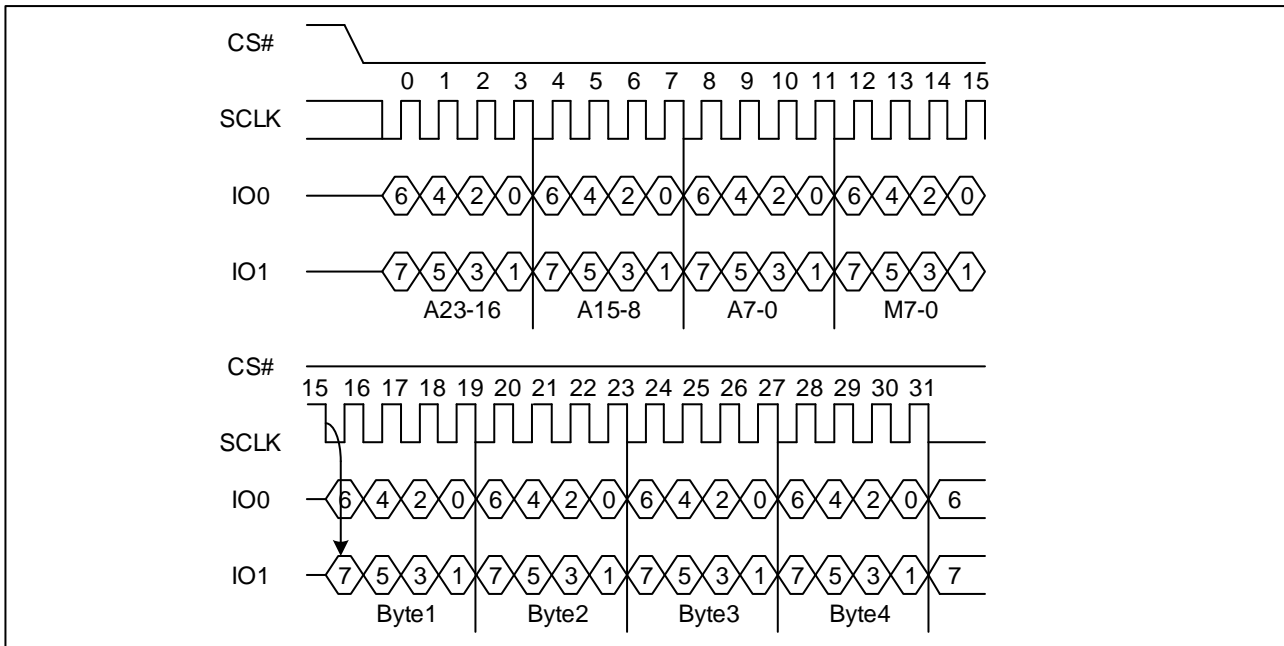 CS#
0 1 2 3 4 5 6 7 8 9 10 11 12 13 14 15
SCLK
IO0 6 4 2 0 6 4 2 0 6 4 2 0 6 4 2 0
IO1 7 5 3 1 7 5 3 1 7 5 3 1 7 5 3 1
A23-16 A15-8 A7-0 M7-0
CS#
15 16 17 18 19 20 21 22 23 24 25 26 27 28 29 30 31
SCLK
IO0 6 4 2 0 6 4 2 0 6 4 2 0 6 4 2 0 6
IO1 7 5 3 1 7 5 3 1 7 5 3 1 7 5 3 1 7
Byte1 Byte2 Byte3 Byte4